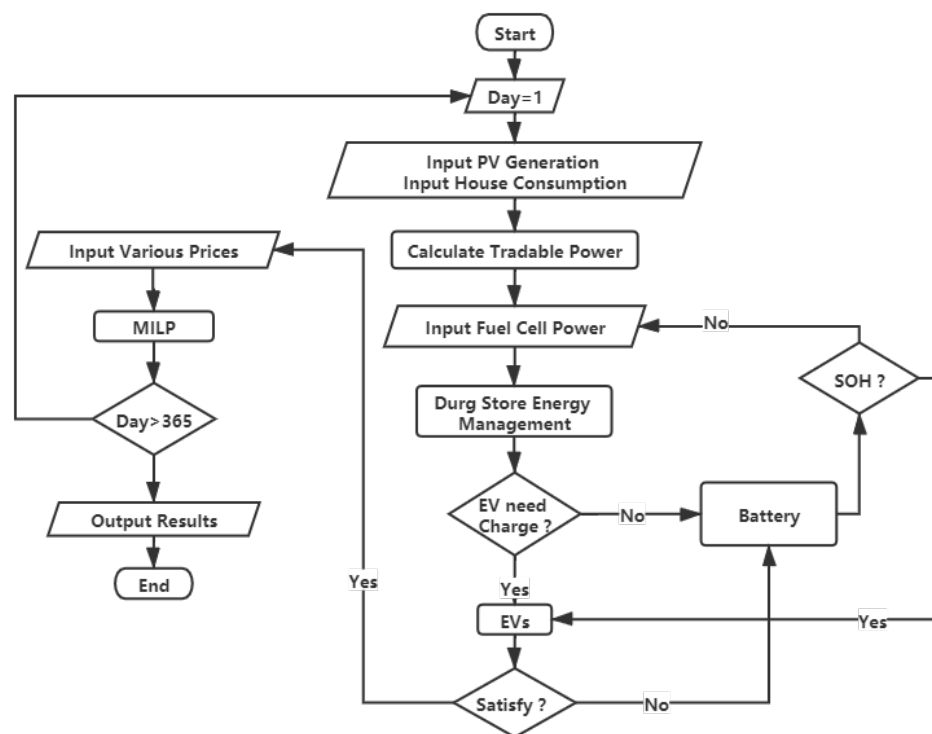 Start
Day=1
Input PV Generation
Input House Consumption
Input Various Prices
Calculate Tradable Power
MILP
Input Fuel Cell Power
No
SOH ?
Day>365
Durg Store Energy
Management
EV need
Charge ?
No
Battery
Output Results
End
Yes
Yes
EVs
Yes
Satisfy ?
No